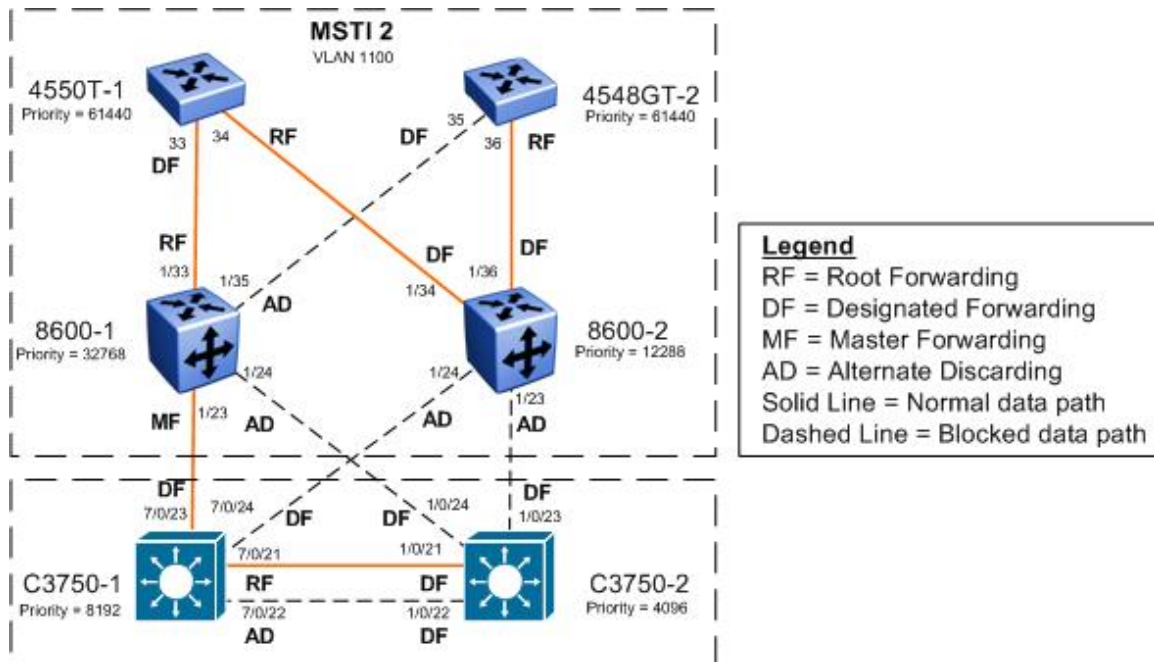 MSTI 2
VLAN 1100
4550T-1
Priority = 61440
4548GT-2
Priority = 61440
33
34
RF
DF
DF
35
36
RF
RF
1/33
1/35
AD
DF
1/34
1/36
DF
8600-1
Priority = 32768
8600-2
Priority = 12288
1/24
1/23
MF
AD
1/24
AD
1/23
AD
DF
7/0/23
7/0/24
DF
DF
1/0/24
DF
1/0/23
C3750-1
Priority = 8192
7/0/21
RF
7/0/22
AD
1/0/21
DF
1/0/22
DF
C3750-2
Priority = 4096
Legend
RF = Root Forwarding
DF = Designated Forwarding
MF = Master Forwarding
AD = Alternate Discarding
Solid Line = Normal data path
Dashed Line = Blocked data path